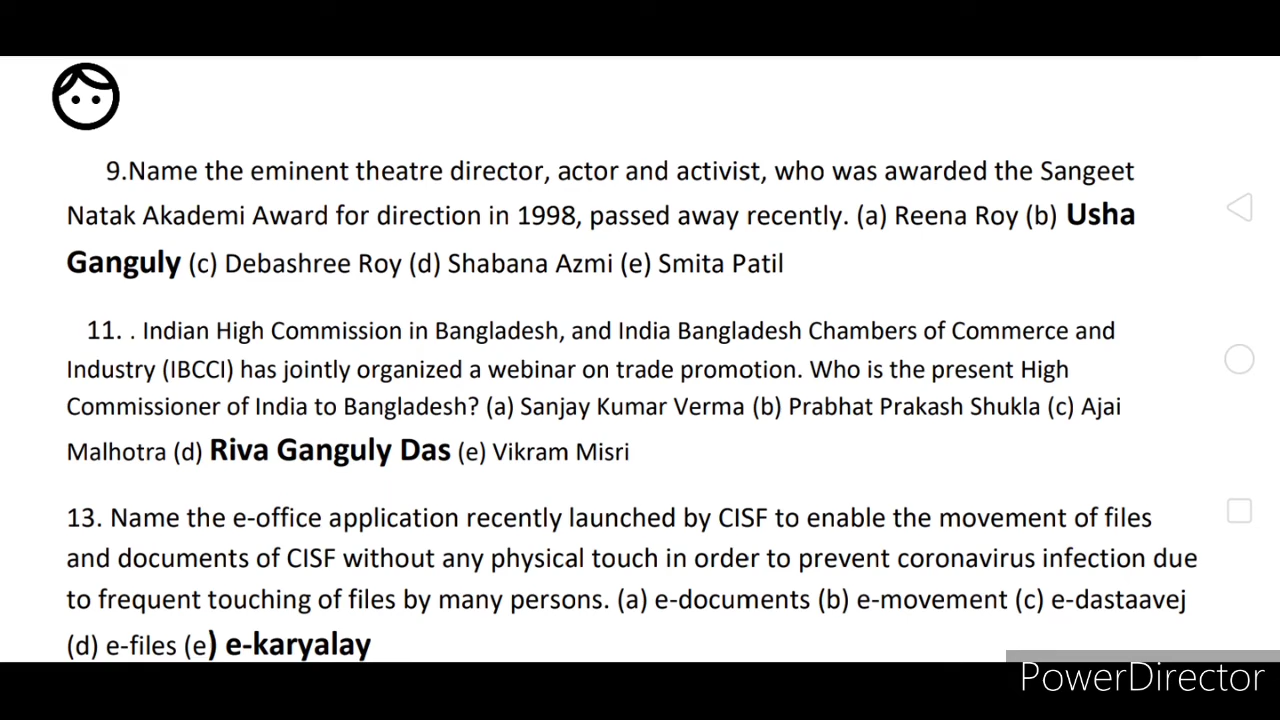 9.Name the eminent theatre director, actor and activist, who was awarded the Sangeet
Natak Akademi Award for direction in 1998, passed away recently. (a) Reena Roy (b) Usha
Ganguly (c) Debashree Roy (d) Shabana Azmi (e) Smita Patil
11. . Indian High Commission in Bangladesh, and India Bangladesh Chambers of Commerce and
Industry (IBCCI) has jointly organized a webinar on trade promotion. Who is the present High
Commissioner of India to Bangladesh? (a) Sanjay Kumar Verma (b) Prabhat Prakash Shukla (c) Ajai
Malhotra (d) Riva Ganguly Das (e) Vikram Misri
13. Name the e-office application recently launched by CISF to enable the movement of files
and documents of CISF without any physical touch in order to prevent coronavirus infection due
to frequent touching of files by many persons. (a) e-documents (b) e-movement (c) e-dastaavej
(d) e-files (e) e-karyalay
PowerDirector